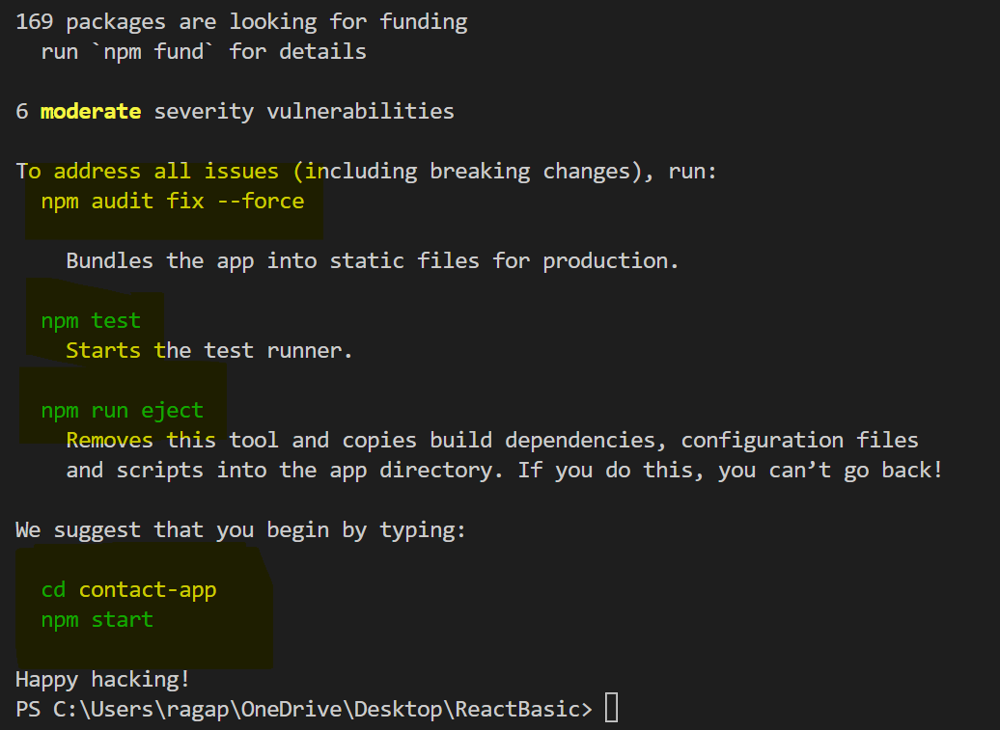 169 packages are looking for funding
run `npm fund` for details
6 moderate severity vulnerabilities
To address all issues (including breaking changes), run:
npm audit fix --force
Bundles the app into static files for production.
npm test
Starts the test runner.
npm run eject
Removes this tool and copies build dependencies, configuration files
and scripts into the app directory. If you do this, you can’t go back!
We suggest that you begin by typing:
cd contact-app
npm start
Happy hacking!
PS C:\Users\ragap\OneDrive\Desktop\ReactBasic>